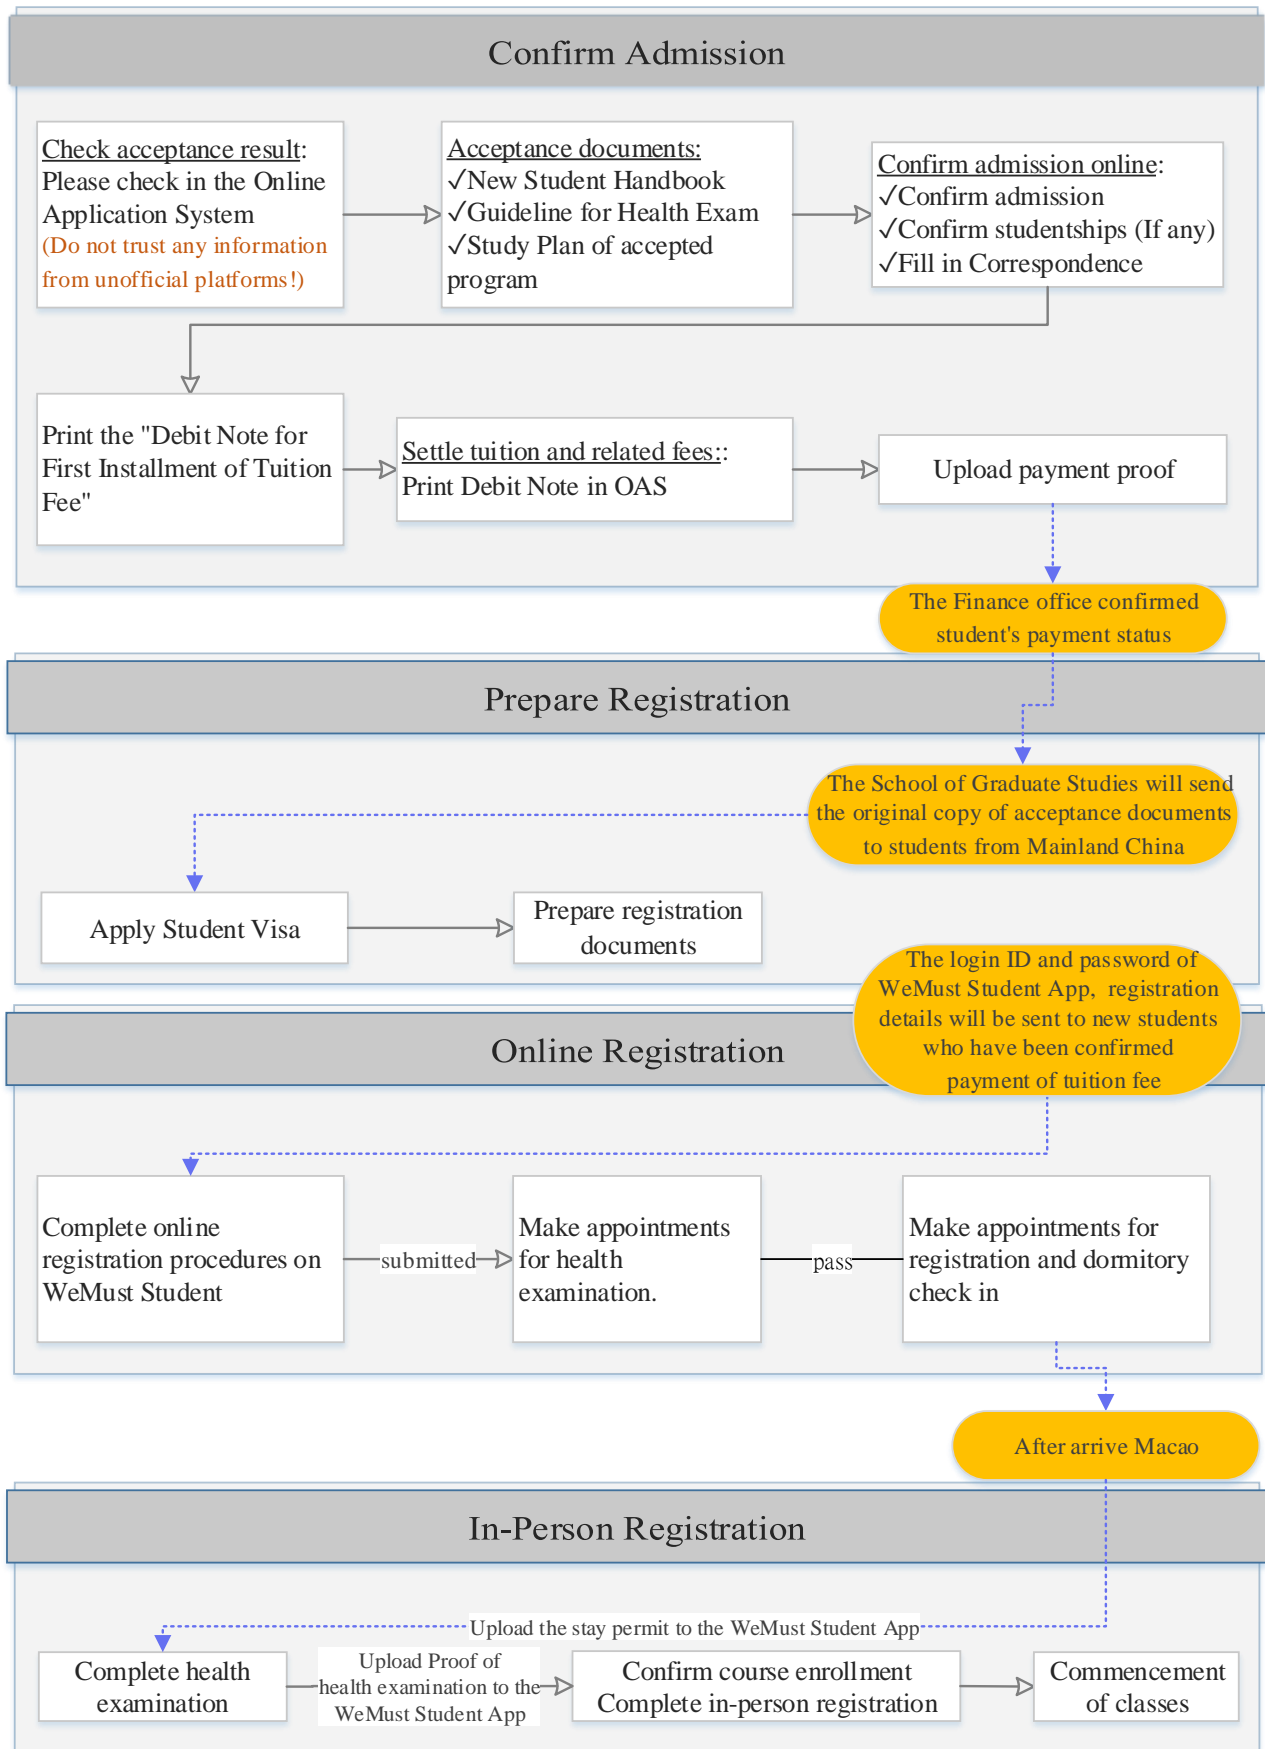 Confirm Admission
Check acceptance result:
Please check in the Online
Application System
(Do not trust any information
from unofficial platforms!)
Acceptance documents:
✓New Student Handbook
✓Guideline for Health Exam
✓Study Plan of accepted
program
Confirm admission online:
✓Confirm admission
✓Confirm studentships (If any)
✓Fill in Correspondence
Print the "Debit Note for
First Installment of Tuition
Fee"
Settle tuition and related fees::
Print Debit Note in OAS
Upload payment proof
The Finance office confirmed
student's payment status
Prepare Registration
The School of Graduate Studies will send
the original copy of acceptance documents
to students from Mainland China
Apply Student Visa
Prepare registration
documents
The login ID and password of
WeMust Student App, registration
details will be sent to new students
who have been confirmed
payment of tuition fee
Online Registration
Complete online
registration procedures on
WeMust Student
submitted
Make appointments
for health
examination.
pass
Make appointments for
registration and dormitory
check in
After arrive Macao
In-Person Registration
Upload the stay permit to the WeMust Student App
Complete health
examination
Upload Proof of
health examination to the
WeMust Student App
Confirm course enrollment
Complete in-person registration
Commencement
of classes